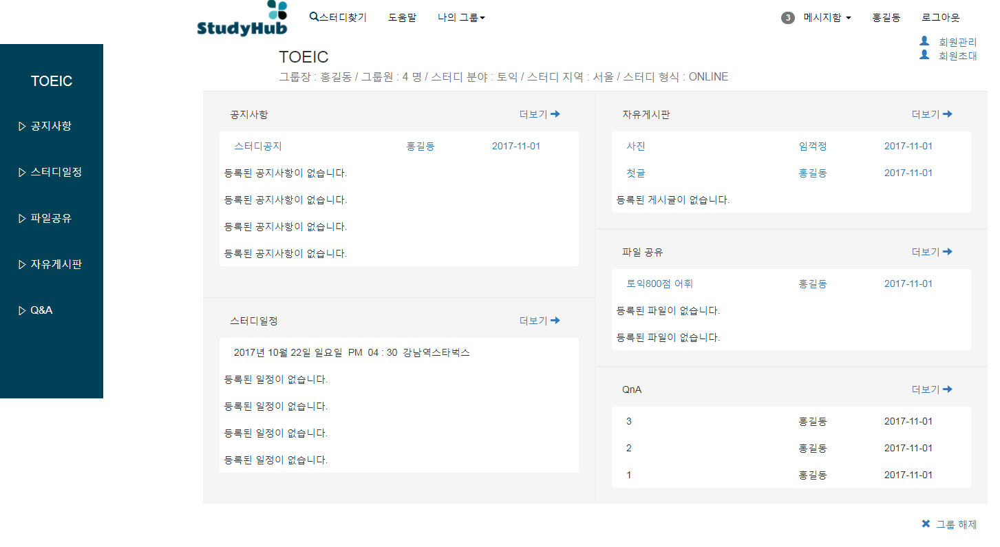 StudyHub 스터디찾기 도움말 나의 그룹 3 메시지함 홍길동 로그아웃
회원관리
회원초대
TOEIC
▷ 공지사항
▷ 스터디일정
▷ 파일공유
▷ 자유게시판
▷ Q&A
TOEIC
그룹장 : 홍길동 / 그룹원 : 4 명 / 스터디 분야 : 토익 / 스터디 지역 : 서울 / 스터디 형식 : ONLINE
공지사항 더보기
스터디공지 홍길동 2017-11-01
등록된 공지사항이 없습니다.
등록된 공지사항이 없습니다.
등록된 공지사항이 없습니다.
등록된 공지사항이 없습니다.
스터디일정 더보기
2017년 10월 22일 일요일 PM 04 : 30 강남역스타벅스
등록된 일정이 없습니다.
등록된 일정이 없습니다.
등록된 일정이 없습니다.
등록된 일정이 없습니다.
자유게시판 더보기
사진 임꺽정 2017-11-01
첫글 홍길동 2017-11-01
등록된 게시글이 없습니다.
파일 공유 더보기
토익800점 어휘 홍길동 2017-11-01
등록된 파일이 없습니다.
등록된 파일이 없습니다.
QnA 더보기
3 홍길동 2017-11-01
2 홍길동 2017-11-01
1 홍길동 2017-11-01
그룹 해제